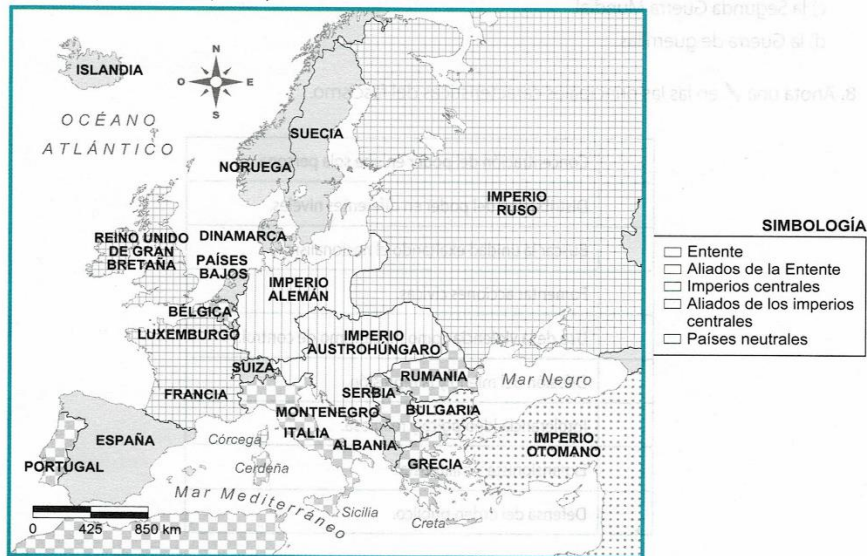 N
O
E
S
ISLANDIA
OCÉANO
ATLÁNTICO
SUECIA
NORUEGA
IMPERIO
RUSO
REINO UNIDO
DE GRAN
BRETAÑA
DINAMARCA
PAÍSES
BAJOS
IMPERIO
ALEMÁN
BÉLGICA
LUXEMBURGO
IMPERIO
AUSTROHÚNGARO
SUIZA
RUMANIA
Mar Negro
FRANCIA
SERBIA
MONTENEGRO
BULGARIA
ITALIA
ESPAÑA
Córcega
ALBANIA
IMPERIO
OTOMANO
PORTUGAL
Cerdeña
GRECIA
Mar Mediterráneo
Sicilia
Creta
0 425 850 km
SIMBOLOGÍA
Entente
Aliados de la Entente
Imperios centrales
Aliados de los imperios
centrales
Países neutrales